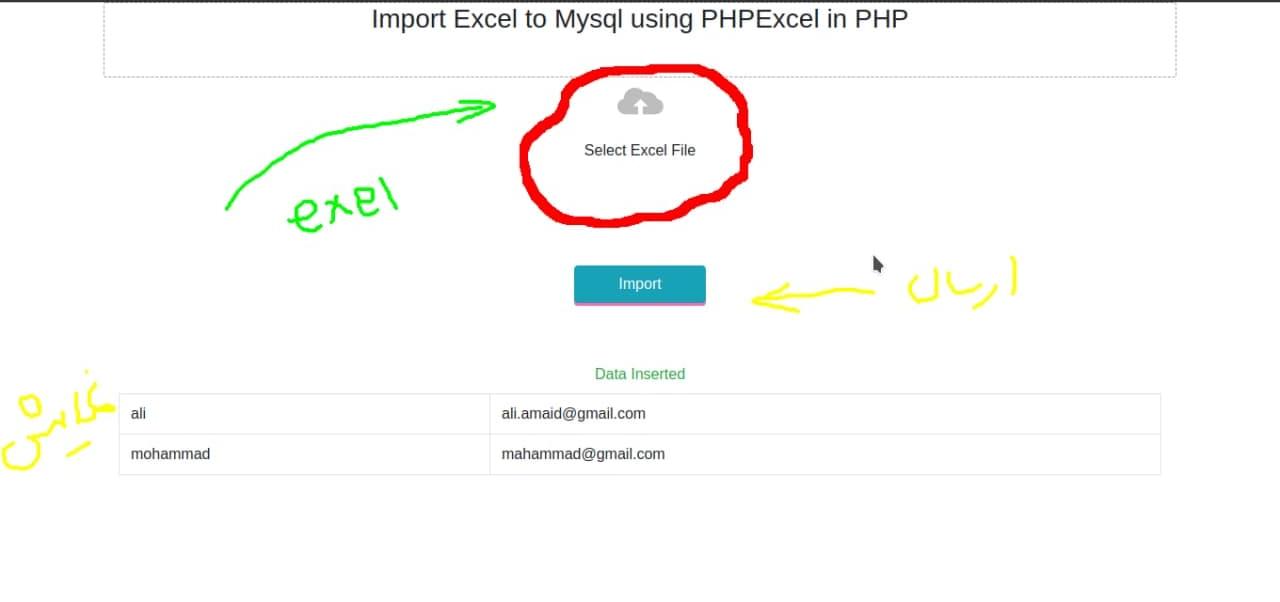 Import Excel to Mysql using PHPExcel in PHP
Select Excel File
exel
Import
ارسال
Data Inserted
نمایش
ali ali.amaid@gmail.com
mohammad mahammad@gmail.com